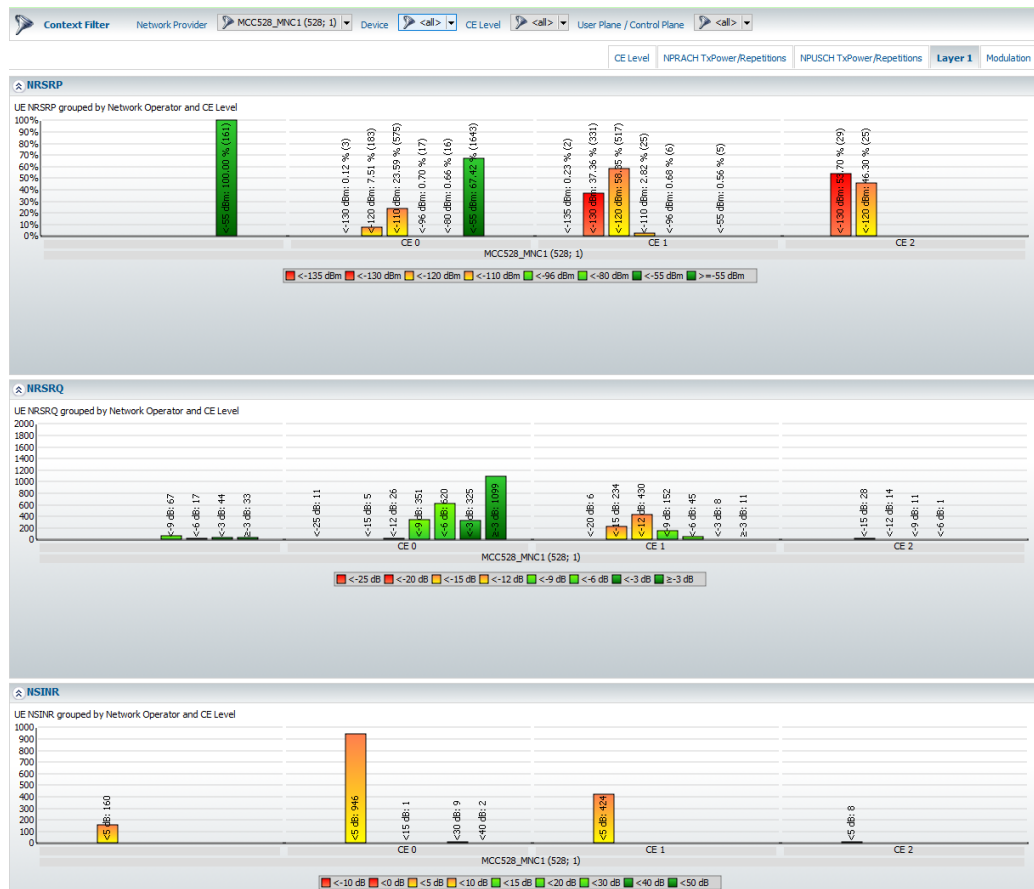 Context Filter Network Provider MCC528_MNC1 (528; 1) Device <all> CE Level <all> User Plane / Control Plane <all>
CE Level NPRACH TxPower/Repetitions NPUSCH TxPower/Repetitions Layer 1 Modulation
NRSRP
UE NRSRP grouped by Network Operator and CE Level
100%
90%
80%
70%
60%
50%
40%
30%
20%
10%
0%
<-55 dBm: 100.00 % (161)
<-130 dBm: 0.12 % (3)
<-120 dBm: 7.51 % (183)
<-110 dBm: 23.59 % (575)
<-96 dBm: 0.70 % (17)
<-80 dBm: 0.66 % (16)
<-55 dBm: 67.42 % (1643)
<-135 dBm: 0.23 % (2)
<-130 dBm: 37.36 % (331)
<-120 dBm: 58.35 % (517)
<-110 dBm: 2.82 % (25)
<-96 dBm: 0.68 % (6)
<-55 dBm: 0.56 % (5)
<-130 dBm: 53.70 % (29)
<-120 dBm: 46.30 % (25)
CE 0 CE 1 CE 2
MCC528_MNC1 (528; 1)
<-135 dBm <-130 dBm <-120 dBm <-110 dBm <-96 dBm <-80 dBm <-55 dBm >=-55 dBm
NRSRQ
UE NRSRQ grouped by Network Operator and CE Level
2000
1800
1600
1400
1200
1000
800
600
400
200
0
<-9 dB: 67
<-6 dB: 17
<-3 dB: 44
≥-3 dB: 33
<-25 dB: 11
<-15 dB: 5
<-12 dB: 26
<-9 dB: 351
<-6 dB: 620
<-3 dB: 325
≥-3 dB: 1099
<-20 dB: 6
<-15 dB: 234
<-12 dB: 430
<-9 dB: 152
<-6 dB: 45
<-3 dB: 8
≥-3 dB: 11
<-15 dB: 28
<-12 dB: 14
<-9 dB: 11
<-6 dB: 1
CE 0 CE 1 CE 2
MCC528_MNC1 (528; 1)
<-25 dB <-20 dB <-15 dB <-12 dB <-9 dB <-6 dB <-3 dB ≥-3 dB
NSINR
UE NSINR grouped by Network Operator and CE Level
1000
900
800
700
600
500
400
300
200
100
0
<5 dB: 160
<5 dB: 946
<15 dB: 1
<30 dB: 9
<40 dB: 2
<5 dB: 424
<5 dB: 8
CE 0 CE 1 CE 2
MCC528_MNC1 (528; 1)
<-10 dB <0 dB <5 dB <10 dB <15 dB <20 dB <30 dB <40 dB <50 dB